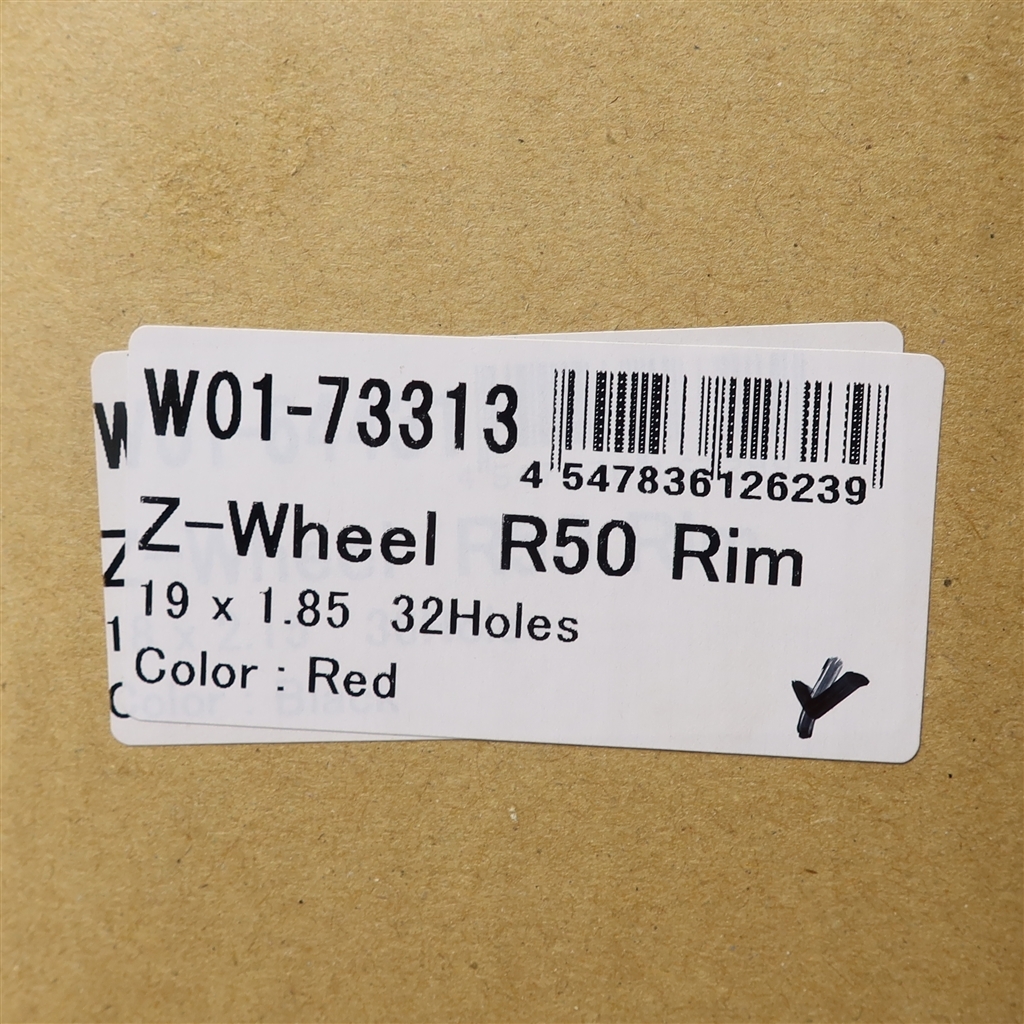 W01-73313
4 547836 126239
Z-Wheel R50 Rim
19 x 1.85 32Holes
Color : Red